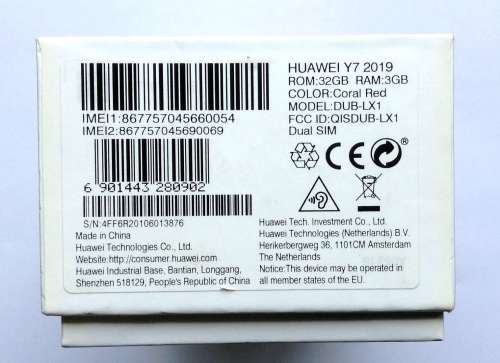 HUAWEI Y7 2019
ROM:32GB RAM:3GB
COLOR:Coral Red
MODEL:DUB-LX1
FCC ID:QISDUB-LX1
Dual SIM
IMEI1:867757045660054
IMEI2:867757045690069
6 901443 280902
S/N:4FF6R20106013876
Made in China
Huawei Technologies Co., Ltd.
Website:http://consumer.huawei.com
Huawei Industrial Base, Bantian, Longgang,
Shenzhen 518129, People's Republic of China
CE
Huawei Tech. Investment Co., Ltd.
Huawei Technologies (Netherlands) B.V.
Herikerbergweg 36, 1101CM Amsterdam
The Netherlands
Notice:This device may be operated in
all member states of the EU.